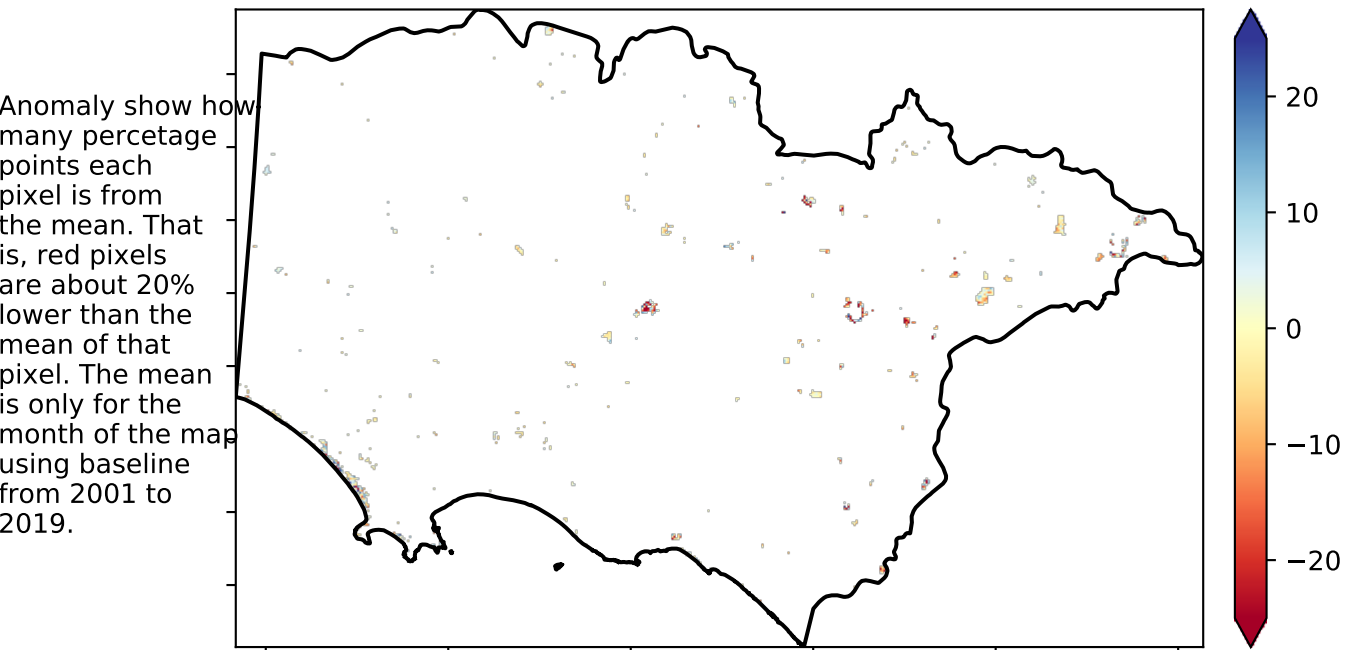 Anomaly show how
many percetage
points each
pixel is from
the mean. That
is, red pixels
are about 20%
lower than the
mean of that
pixel. The mean
is only for the
month of the map
using baseline
from 2001 to
2019.
20
10
0
−10
−20